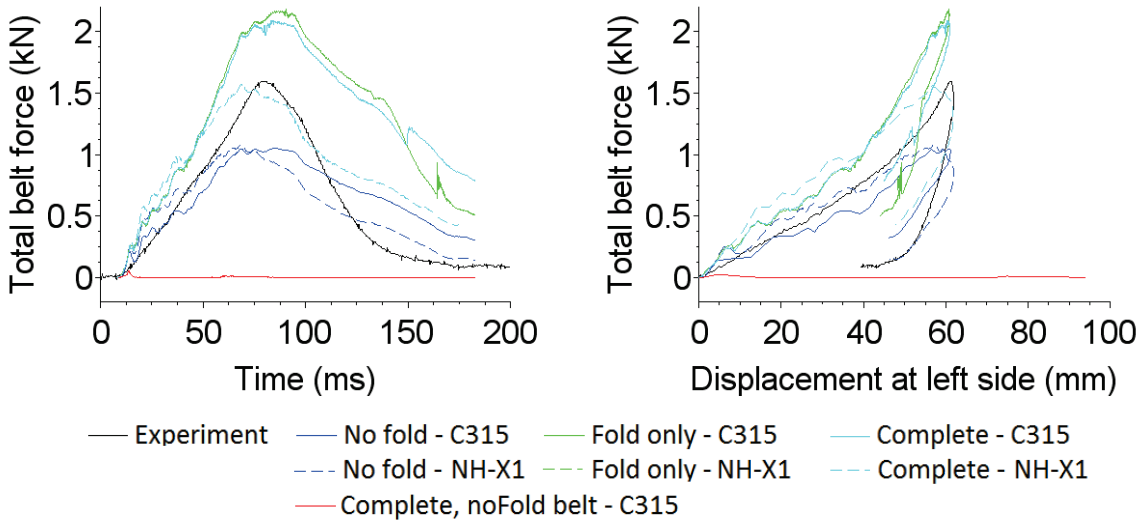 Total belt force (kN)
2
1.5
1
0.5
0
0 50 100 150 200
Time (ms)
Total belt force (kN)
2
1.5
1
0.5
0
0 20 40 60 80 100
Displacement at left side (mm)
Experiment No fold - C315 Fold only - C315 Complete - C315
No fold - NH-X1 Fold only - NH-X1 Complete - NH-X1
Complete, noFold belt - C315